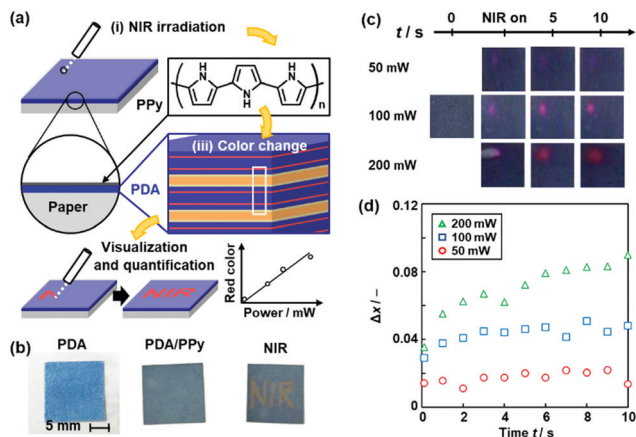 (a)
(i) NIR irradiation
PPy
H
N
N
H
H
N
n
(iii) Color change
PDA
Paper
Visualization
and quantification
NIR
Red color
Power / mW
(b)
PDA
PDA/PPy
NIR
5 mm
NIR
(c)
t / s
0
NIR on
5
10
50 mW
100 mW
200 mW
(d)
0.12
0.08
0.04
0
Δx / −
200 mW
100 mW
50 mW
0
2
4
6
8
10
Time t / s